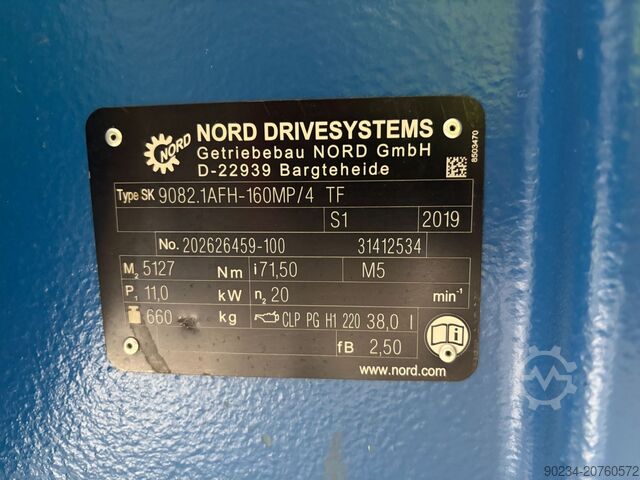 NORD
NORD DRIVESYSTEMS
Getriebebau NORD GmbH
D-22939 Bargteheide
8503470
Type SK 9082.1AFH-160MP/4 TF
S1 2019
No. 202626459-100 31412534
M2 5127 Nm i 71,50 M5
P1 11,0 kW n2 20 min-1
660 kg CLP PG H1 220 38,0 l
fB 2,50
www.nord.com
90234-20760572